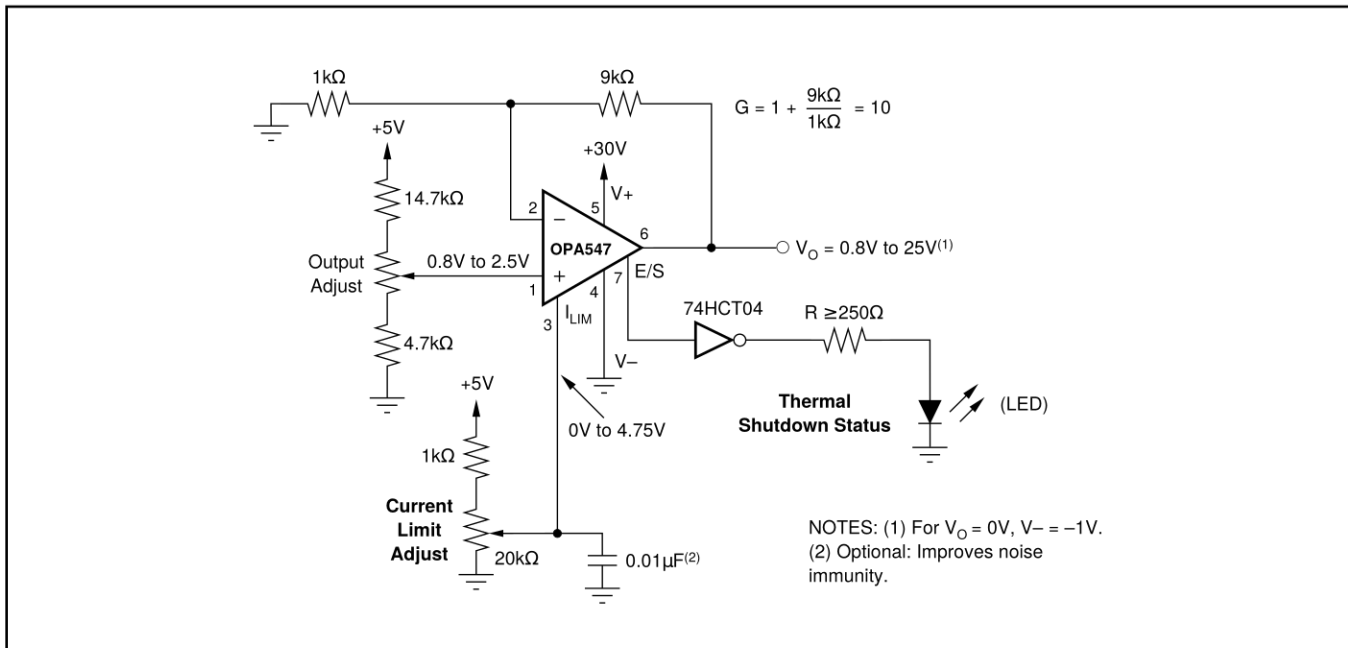 1kΩ
9kΩ
G = 1 + 9kΩ/1kΩ = 10
+5V
+30V
V+
14.7kΩ
2
–
5
6
OPA547
V_O = 0.8V to 25V(1)
Output
Adjust
0.8V to 2.5V
+
1
4
7
E/S
3
I_LIM
74HCT04
R ≥250Ω
4.7kΩ
V–
+5V
0V to 4.75V
Thermal
Shutdown Status
(LED)
1kΩ
Current
Limit
Adjust
20kΩ
0.01µF(2)
NOTES: (1) For V_O = 0V, V– = –1V.
(2) Optional: Improves noise
immunity.